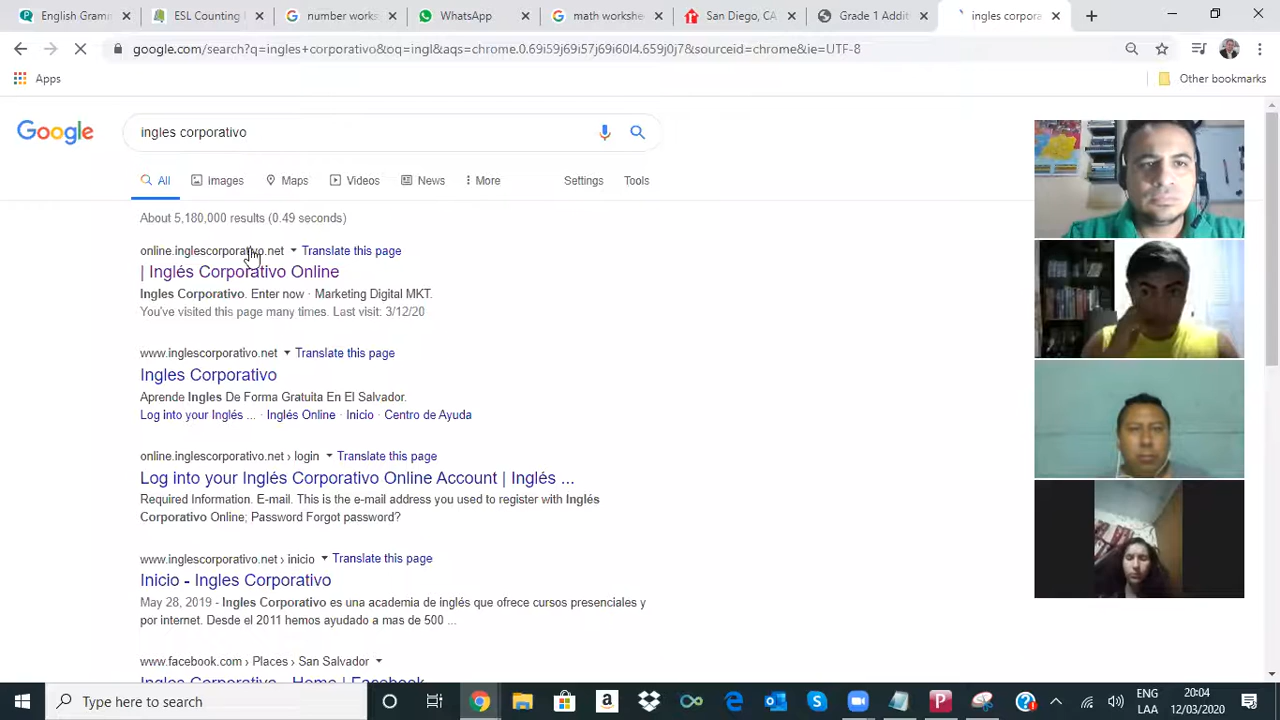 English Gramm
ESL Counting
number works
WhatsApp
math workshe
San Diego, CA
Grade 1 Additi
ingles corpora
google.com/search?q=ingles+corporativo&oq=ingl&aqs=chrome.0.69i59j69i57j69i60l4.659j0j7&sourceid=chrome&ie=UTF-8
Apps
Other bookmarks
Google
ingles corporativo
All
Images
Maps
Videos
News
More
Settings
Tools
About 5,180,000 results (0.49 seconds)
online.inglescorporativo.net Translate this page
| Inglés Corporativo Online
Ingles Corporativo. Enter now · Marketing Digital MKT.
You've visited this page many times. Last visit: 3/12/20
www.inglescorporativo.net Translate this page
Ingles Corporativo
Aprende Ingles De Forma Gratuita En El Salvador.
Log into your Inglés ... · Inglés Online · Inicio · Centro de Ayuda
online.inglescorporativo.net › login Translate this page
Log into your Inglés Corporativo Online Account | Inglés ...
Required Information. E-mail. This is the e-mail address you used to register with Inglés
Corporativo Online; Password Forgot password?
www.inglescorporativo.net › inicio Translate this page
Inicio - Ingles Corporativo
May 28, 2019 - Ingles Corporativo es una academia de inglés que ofrece cursos presenciales y
por internet. Desde el 2011 hemos ayudado a mas de 500 ...
www.facebook.com › Places › San Salvador
Ingles Corporativo - Home | Facebook
Type here to search
ENG
LAA
20:04
12/03/2020